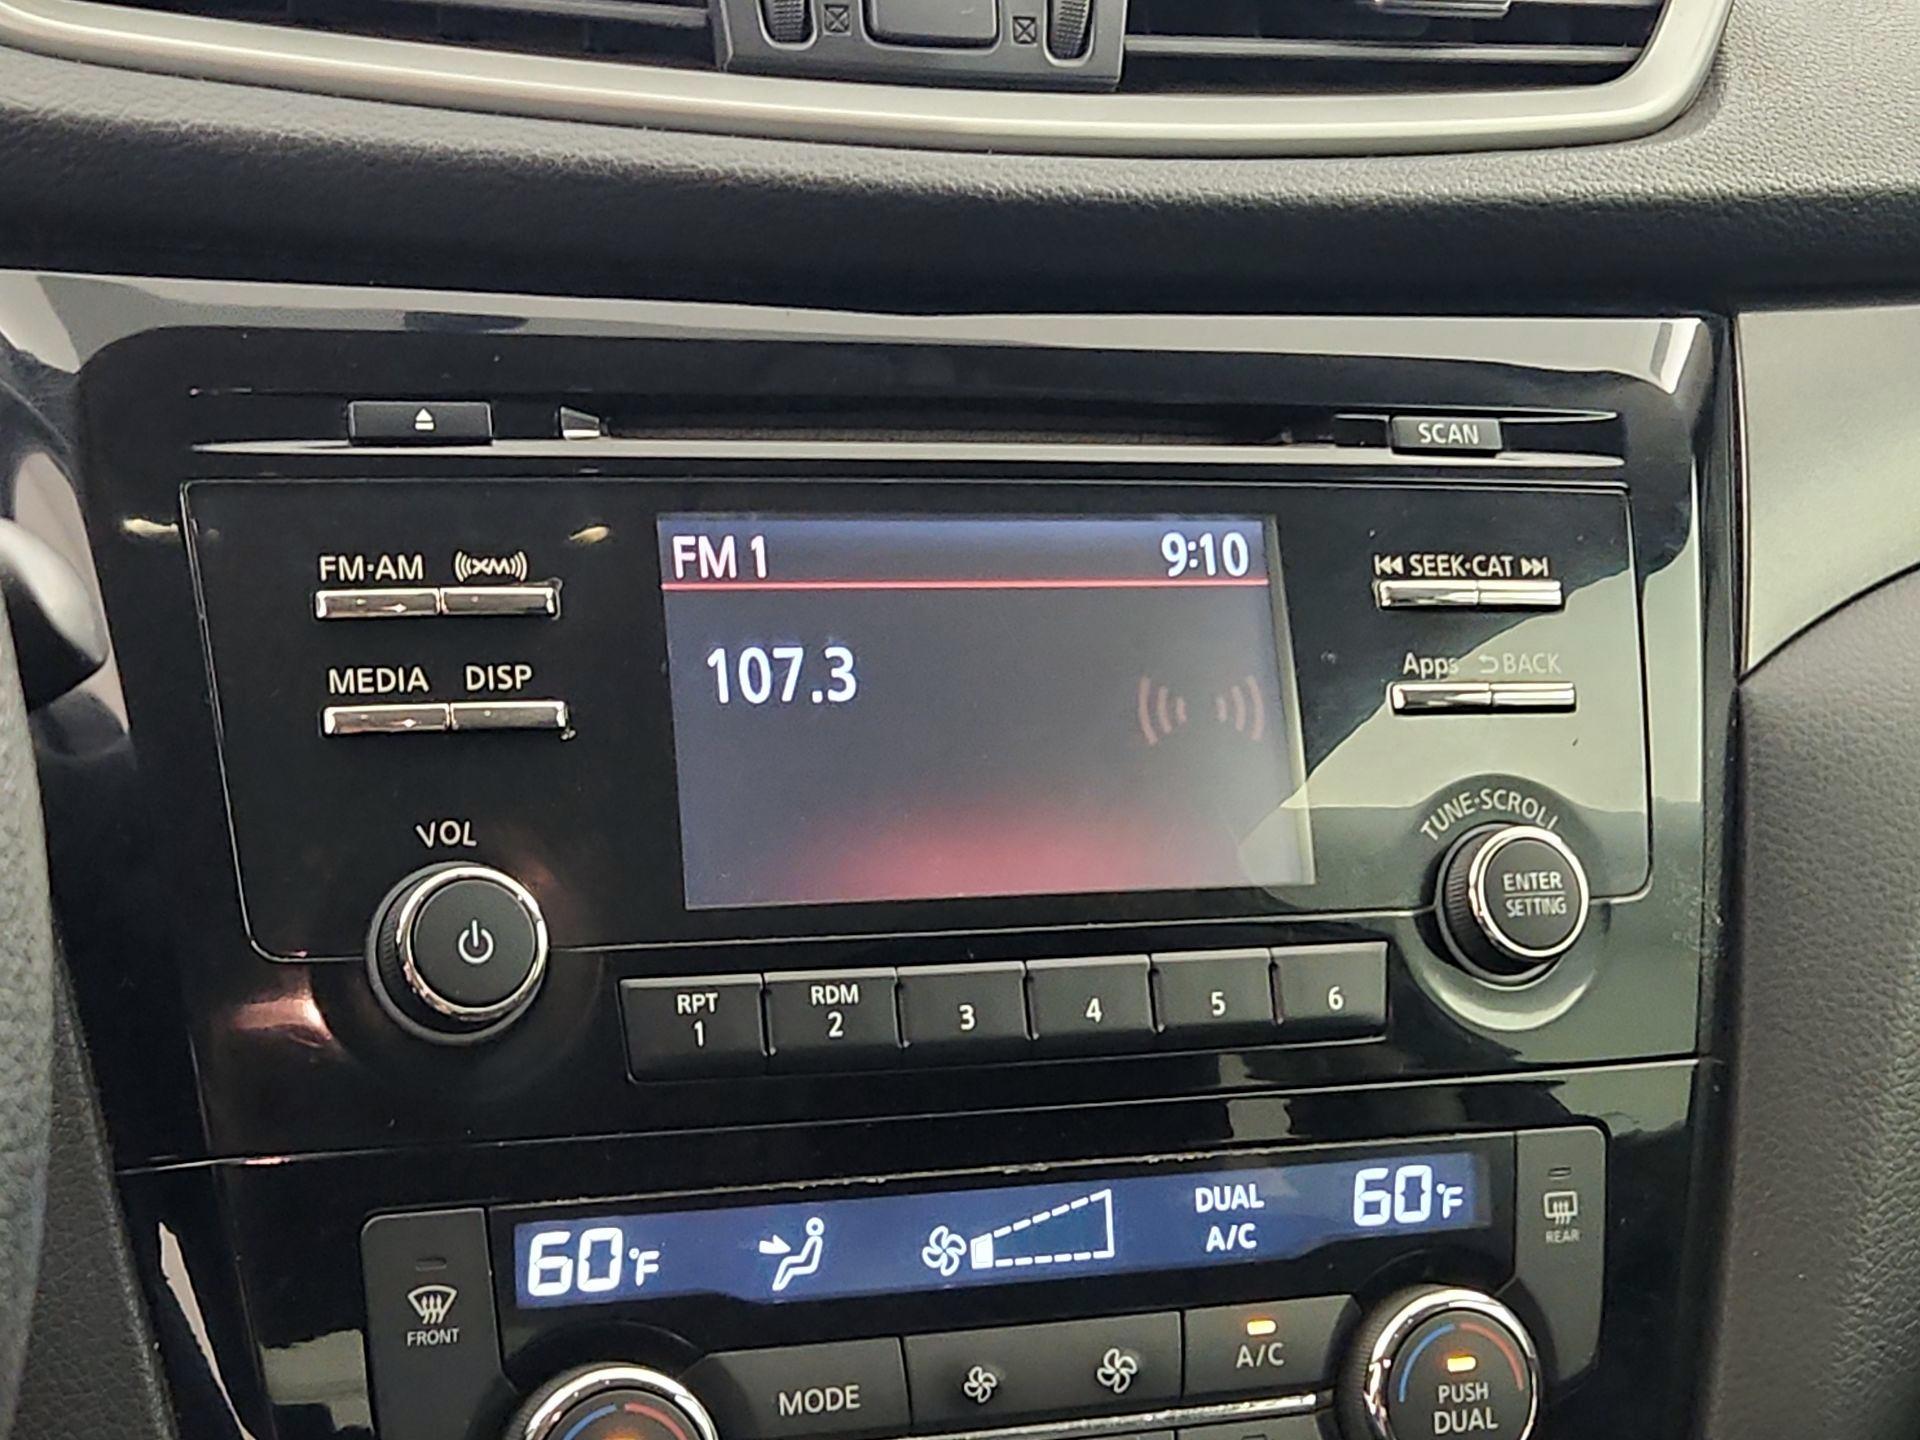 SCAN
FM·AM XM
FM 1 9:10
SEEK·CAT
107.3
MEDIA DISP
Apps BACK
VOL
TUNE·SCROLL
ENTER
SETTING
RPT
1
RDM
2
3
4
5
6
60°F
DUAL
A/C
60°F
REAR
FRONT
MODE
A/C
PUSH
DUAL